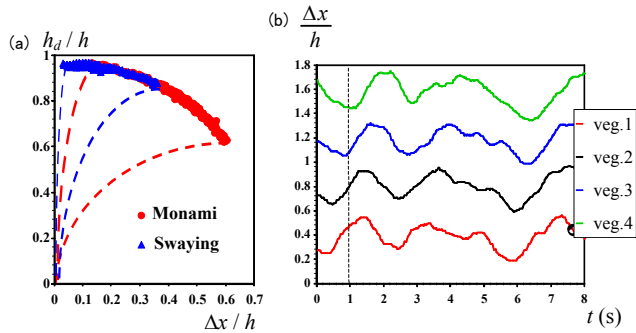 (a) h_d / h
1
0.8
0.6
0.4
0.2
0
0 0.1 0.2 0.3 0.4 0.5 0.6 0.7
Δx / h
Monami
Swaying
(b) Δx
h
1.8
1.6
1.4
1.2
1
0.8
0.6
0.4
0.2
0
0 1 2 3 4 5 6 7 8
t (s)
veg.1
veg.2
veg.3
veg.4